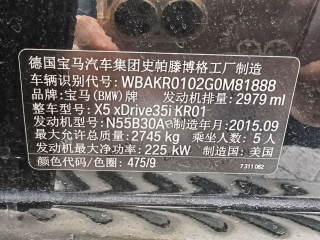 德国宝马汽车集团史帕滕博格工厂制造
车辆识别代号: WBAKR0102G0M81888
品牌: 宝马(BMW)牌 发动机排量: 2979 ml
整车型号: X5 xDrive35i KR01
发动机型号: N55B30A 制造年月: 2015.09
最大允许总质量: 2745 kg 乘坐人数: 5 人
发动机最大净功率: 225 kW 制造国: 美国
颜色代码/色号: 475/9
7 311 062